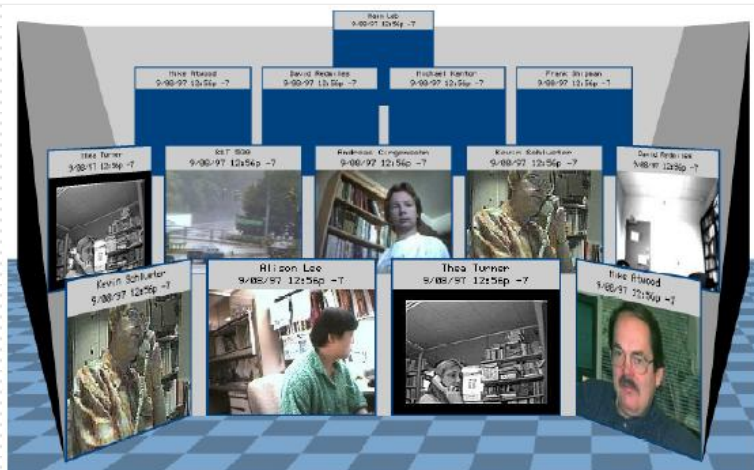 Main Lab
9/08/97 12:56p -7
Mike Atwood
9/08/97 12:56p -7
David Redmiles
9/08/97 12:56p -7
Michael Kantor
9/08/97 12:56p -7
Frank Shipman
9/08/97 12:56p -7
Thea Turner
9/08/97 12:56p -7
9/08/97 12:56p -7
Andreas Girgensohn
9/08/97 12:56p -7
Kevin Schlueter
9/08/97 12:56p -7
David Redmiles
9/08/97 12:56p -7
Kevin Schlueter
9/08/97 12:56p -7
Alison Lee
9/08/97 12:56p -7
Thea Turner
9/08/97 12:56p -7
Mike Atwood
9/08/97 12:56p -7